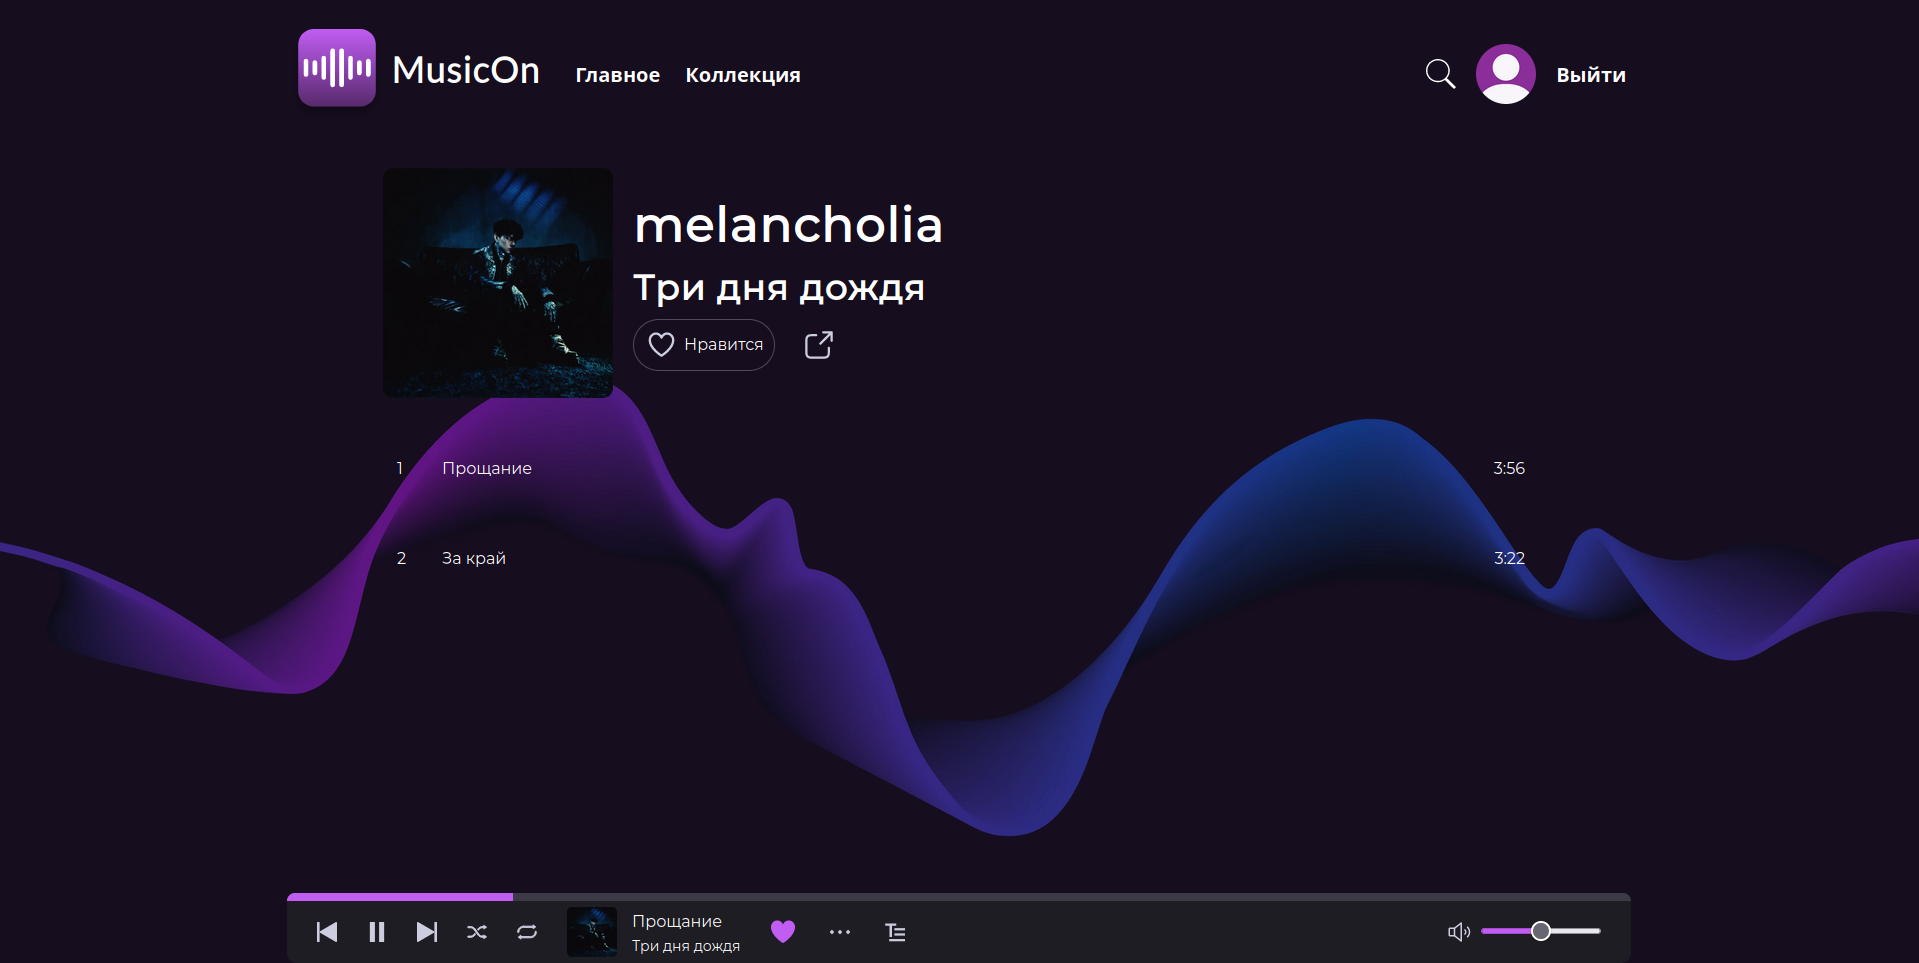 MusicOn Главное Коллекция Выйти
melancholia
Три дня дождя
Нравится
1 Прощание 3:56
2 За край 3:22
Прощание
Три дня дождя